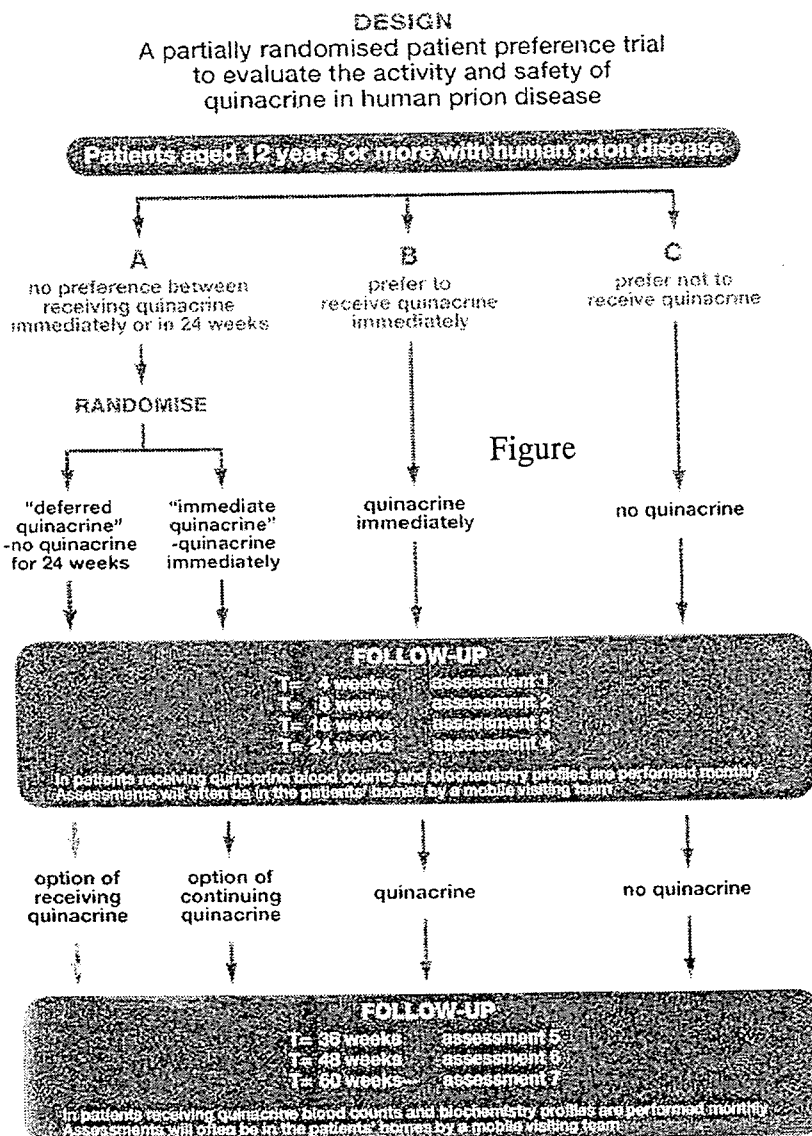 DESIGN
A partially randomised patient preference trial
to evaluate the activity and safety of
quinacrine in human prion disease
Patients aged 12 years or more with human prion disease
A
no preference between
receiving quinacrine
immediately or in 24 weeks
B
prefer to
receive quinacrine
immediately
C
prefer not to
receive quinacrine
RANDOMISE
Figure
"deferred
quinacrine"
-no quinacrine
for 24 weeks
"immediate
quinacrine"
-quinacrine
immediately
quinacrine
immediately
no quinacrine
FOLLOW-UP
T= 4 weeks assessment 1
T= 8 weeks assessment 2
T= 16 weeks assessment 3
T= 24 weeks assessment 4
In patients receiving quinacrine blood counts and biochemistry profiles are performed monthly
Assessments will often be in the patients' homes by a mobile visiting team
option of
receiving
quinacrine
option of
continuing
quinacrine
quinacrine
no quinacrine
FOLLOW-UP
T= 36 weeks assessment 5
T= 48 weeks assessment 6
T= 60 weeks assessment 7
In patients receiving quinacrine blood counts and biochemistry profiles are performed monthly
Assessments will often be in the patients' homes by a mobile visiting team